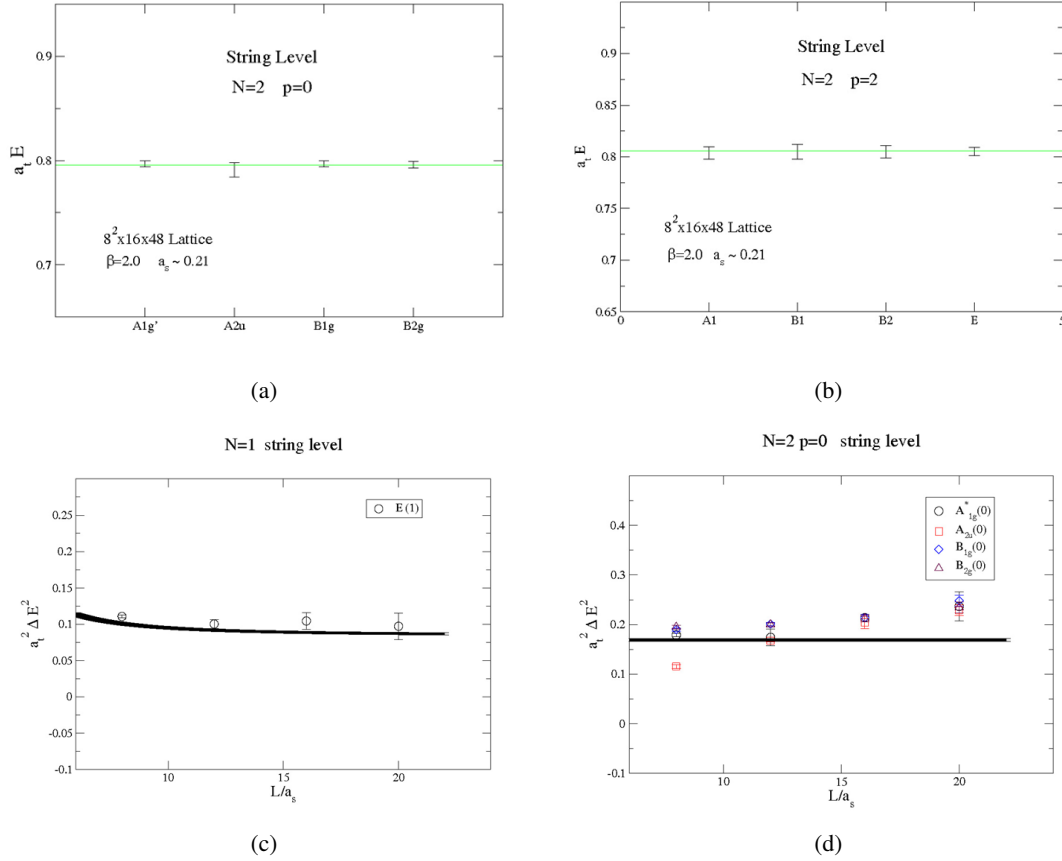 0.9
0.8
0.7
a_t E
String Level
N=2 p=0
8^2x16x48 Lattice
β=2.0 a_s ~ 0.21
A1g' A2u B1g B2g
(a)
0.95
0.9
0.85
0.8
0.75
0.7
0.65
a_t E
String Level
N=2 p=2
8^2x16x48 Lattice
β=2.0 a_s ~ 0.21
0 A1 B1 B2 E 5
(b)
N=1 string level
0.25
0.2
0.15
0.1
0.05
0
-0.05
-0.1
a_t^2 Δ E^2
E (1)
10 15 20
L/a_s
(c)
N=2 p=0 string level
0.4
0.3
0.2
0.1
0
-0.1
a_t^2 Δ E^2
A^*_1g(0)
A_2u(0)
B_1g(0)
B_2g(0)
10 15 20
L/a_s
(d)